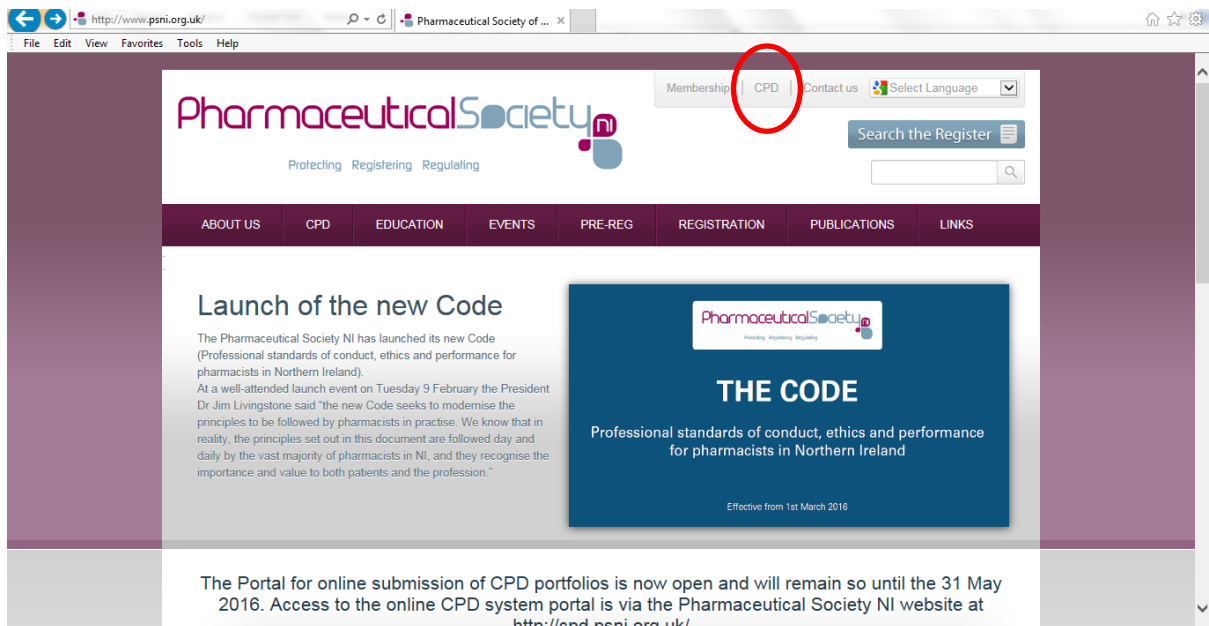 http://www.psni.org.uk/
Pharmaceutical Society of ...
File Edit View Favorites Tools Help
Membership | CPD | Contact us Select Language
PharmaceuticalSociety NI
Protecting Registering Regulating
Search the Register
ABOUT US CPD EDUCATION EVENTS PRE-REG REGISTRATION PUBLICATIONS LINKS
Launch of the new Code
The Pharmaceutical Society NI has launched its new Code
(Professional standards of conduct, ethics and performance for
pharmacists in Northern Ireland).
At a well-attended launch event on Tuesday 9 February the President
Dr Jim Livingstone said “the new Code seeks to modernise the
principles to be followed by pharmacists in practise. We know that in
reality, the principles set out in this document are followed day and
daily by the vast majority of pharmacists in NI, and they recognise the
importance and value to both patients and the profession.”
PharmaceuticalSociety NI
Protecting Registering Regulating
THE CODE
Professional standards of conduct, ethics and performance
for pharmacists in Northern Ireland
Effective from 1st March 2016
The Portal for online submission of CPD portfolios is now open and will remain so until the 31 May
2016. Access to the online CPD system portal is via the Pharmaceutical Society NI website at
http://cpd.psni.org.uk/